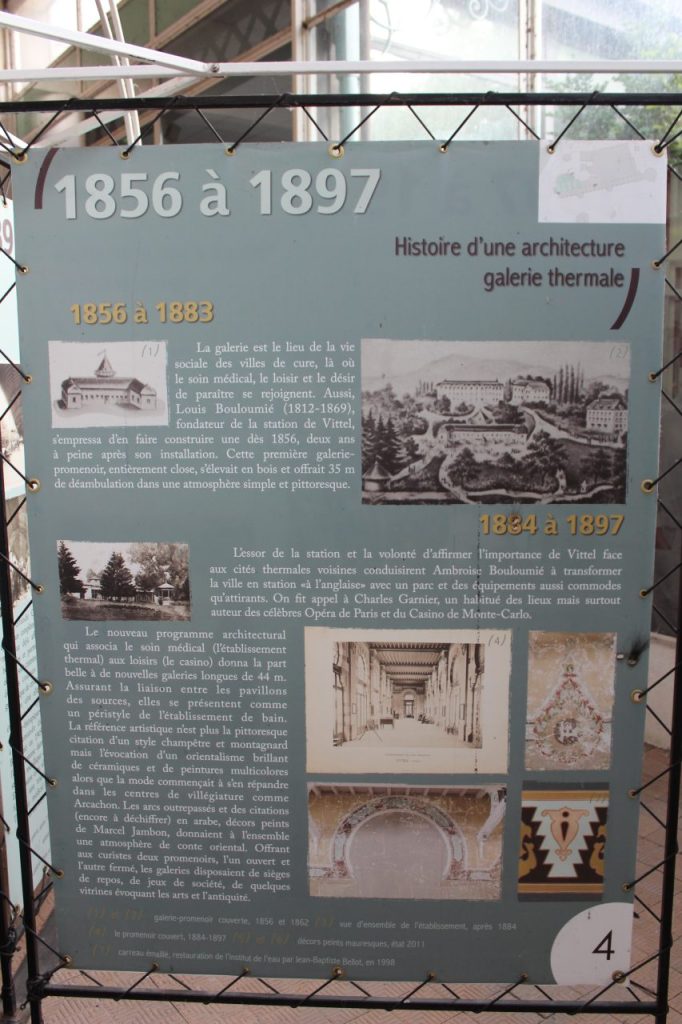 1856 à 1897
Histoire d'une architecture
galerie thermale
1856 à 1883
(1)
(2)
La galerie est le lieu de la vie
sociale des villes de cure, là où
le soin médical, le loisir et le désir
de paraître se rejoignent. Aussi,
Louis Bouloumié (1812-1869),
fondateur de la station de Vittel,
s'empressa d'en faire construire une dès 1856, deux ans
à peine après son installation. Cette première galerie-
promenoir, entièrement close, s'élevait en bois et offrait 35 m
de déambulation dans une atmosphère simple et pittoresque.
1884 à 1897
L'essor de la station et la volonté d'affirmer l'importance de Vittel face
aux cités thermales voisines conduisirent Ambroise Bouloumié à transformer
la ville en station «à l'anglaise» avec un parc et des équipements aussi commodes
qu'attirants. On fit appel à Charles Garnier, un habitué des lieux mais surtout
auteur des célèbres Opéra de Paris et du Casino de Monte-Carlo.
Le nouveau programme architectural
qui associa le soin médical (l'établissement
thermal) aux loisirs (le casino) donna la part
belle à de nouvelles galeries longues de 44 m.
Assurant la liaison entre les pavillons
des sources, elles se présentent comme
un péristyle de l'établissement de bain.
La référence artistique n'est plus la pittoresque
citation d'un style champêtre et montagnard
mais l'évocation d'un orientalisme brillant
de céramiques et de peintures multicolores
alors que la mode commençait à s'en répandre
dans les centres de villégiature comme
Arcachon. Les arcs outrepassés et des citations
(encore à déchiffrer) en arabe, décors peints
de Marcel Jambon, donnaient à l'ensemble
une atmosphère de conte oriental. Offrant
aux curistes deux promenoirs, l'un ouvert et
l'autre fermé, les galeries disposaient de sièges
de repos, de jeux de société, de quelques
vitrines évoquant les arts et l'antiquité.
(4)
(1) et (2) galerie-promenoir couverte, 1856 et 1862 (3) vue d'ensemble de l'établissement, après 1884
(4) le promenoir couvert, 1884-1897 (5) et (6) décors peints mauresques, état 2011
(7) carreau émaillé, restauration de l'institut de l'eau par Jean-Baptiste Bellot, en 1998
4